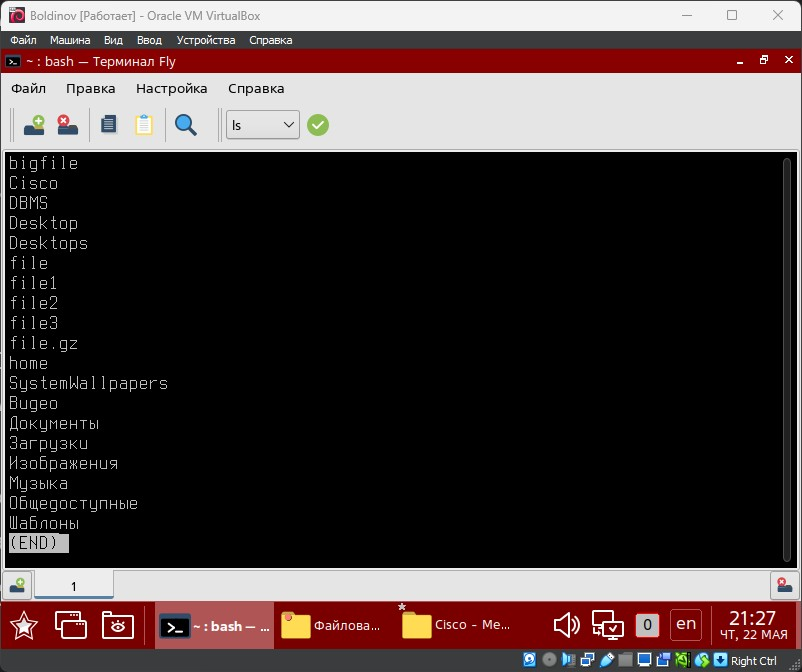 Boldinov [Работает] - Oracle VM VirtualBox
Файл Машина Вид Ввод Устройства Справка
~ : bash — Терминал Fly
Файл Правка Настройка Справка
ls
bigfile
Cisco
DBMS
Desktop
Desktops
file
file1
file2
file3
file.gz
home
SystemWallpapers
Видео
Документы
Загрузки
Изображения
Музыка
Общедоступные
Шаблоны
(END)
1
~ : bash — ...
Файлова...
* Cisco – Me...
0
en
21:27
ЧТ, 22 МАЯ
Right Ctrl